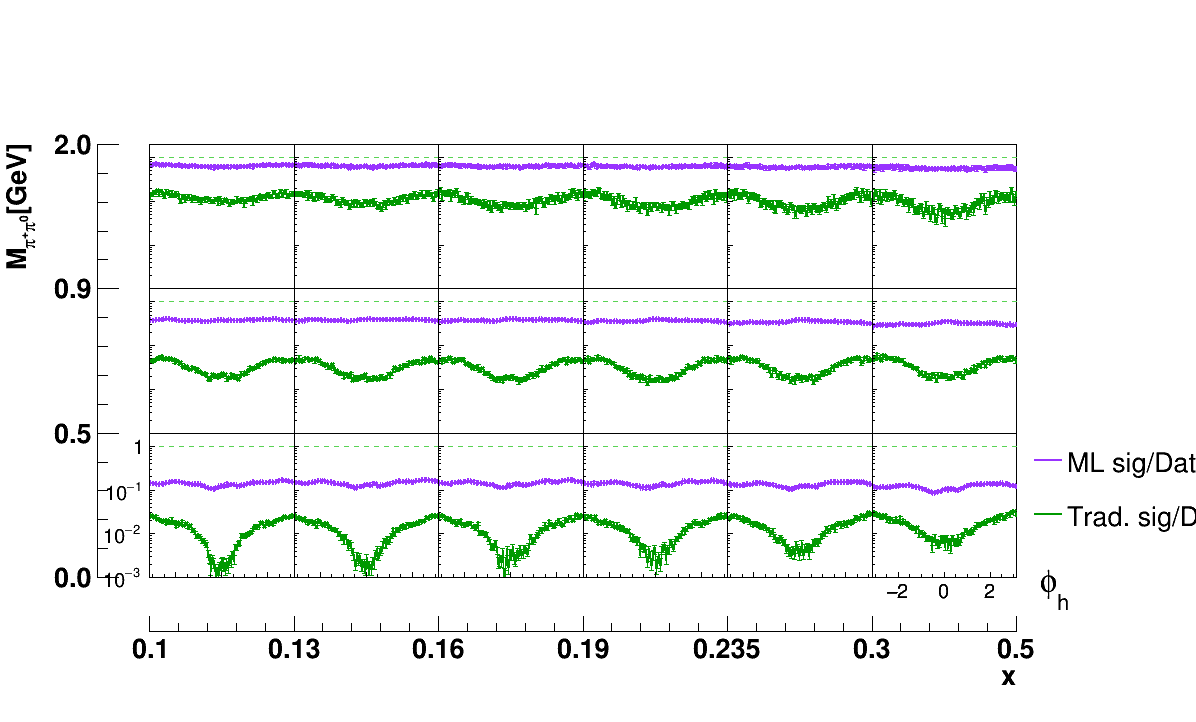 2.0
M_{π⁺π⁰}[GeV]
0.9
0.5
1
10⁻¹
10⁻²
10⁻³
0.0
ML sig/Dat
Trad. sig/D
−2 0 2
ϕ_h
0.1 0.13 0.16 0.19 0.235 0.3 0.5
x